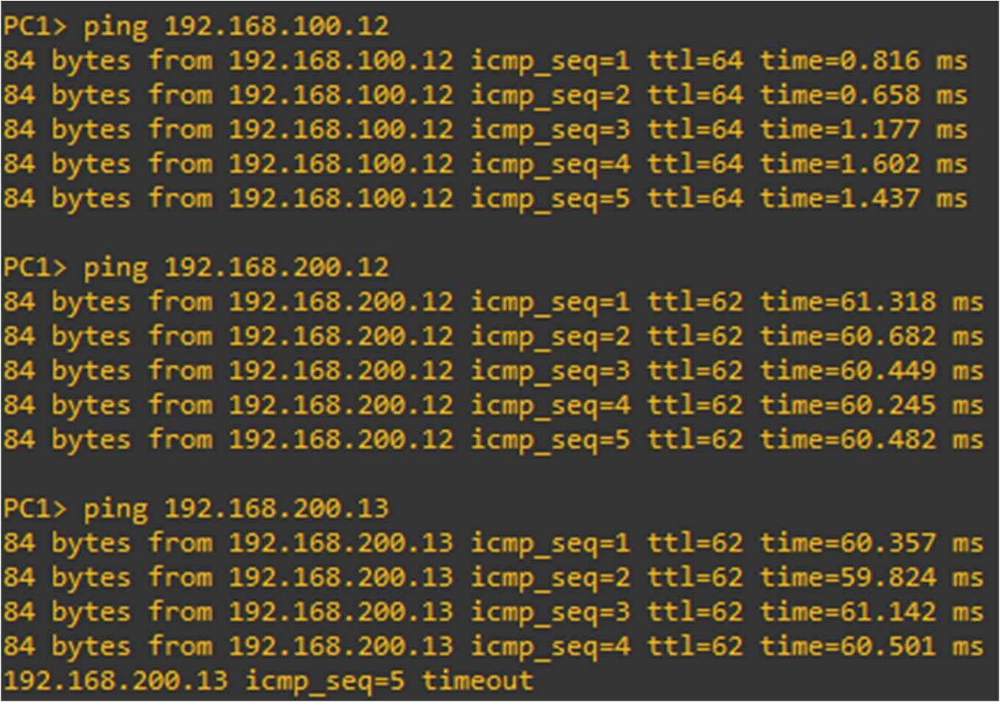 PC1> ping 192.168.100.12
84 bytes from 192.168.100.12 icmp_seq=1 ttl=64 time=0.816 ms
84 bytes from 192.168.100.12 icmp_seq=2 ttl=64 time=0.658 ms
84 bytes from 192.168.100.12 icmp_seq=3 ttl=64 time=1.177 ms
84 bytes from 192.168.100.12 icmp_seq=4 ttl=64 time=1.602 ms
84 bytes from 192.168.100.12 icmp_seq=5 ttl=64 time=1.437 ms
PC1> ping 192.168.200.12
84 bytes from 192.168.200.12 icmp_seq=1 ttl=62 time=61.318 ms
84 bytes from 192.168.200.12 icmp_seq=2 ttl=62 time=60.682 ms
84 bytes from 192.168.200.12 icmp_seq=3 ttl=62 time=60.449 ms
84 bytes from 192.168.200.12 icmp_seq=4 ttl=62 time=60.245 ms
84 bytes from 192.168.200.12 icmp_seq=5 ttl=62 time=60.482 ms
PC1> ping 192.168.200.13
84 bytes from 192.168.200.13 icmp_seq=1 ttl=62 time=60.357 ms
84 bytes from 192.168.200.13 icmp_seq=2 ttl=62 time=59.824 ms
84 bytes from 192.168.200.13 icmp_seq=3 ttl=62 time=61.142 ms
84 bytes from 192.168.200.13 icmp_seq=4 ttl=62 time=60.501 ms
192.168.200.13 icmp_seq=5 timeout